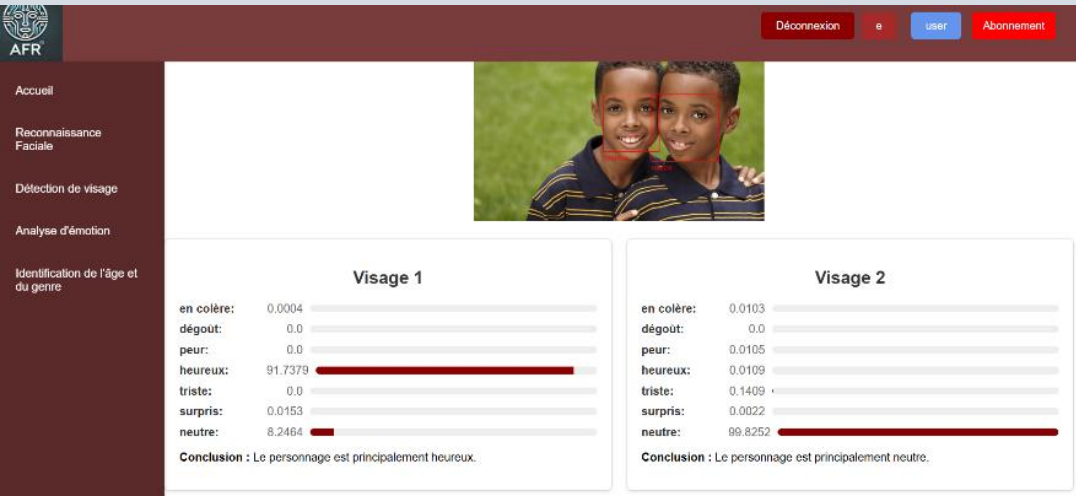 AFR
Déconnexion
e
user
Abonnement
Accueil
Reconnaissance
Faciale
Détection de visage
Analyse d'émotion
Identification de l'âge et
du genre
Visage 1
en colère: 0.0004
dégoût: 0.0
peur: 0.0
heureux: 91.7379
triste: 0.0
surpris: 0.0153
neutre: 8.2464
Conclusion : Le personnage est principalement heureux.
Visage 2
en colère: 0.0103
dégoût: 0.0
peur: 0.0105
heureux: 0.0109
triste: 0.1409
surpris: 0.0022
neutre: 99.8252
Conclusion : Le personnage est principalement neutre.